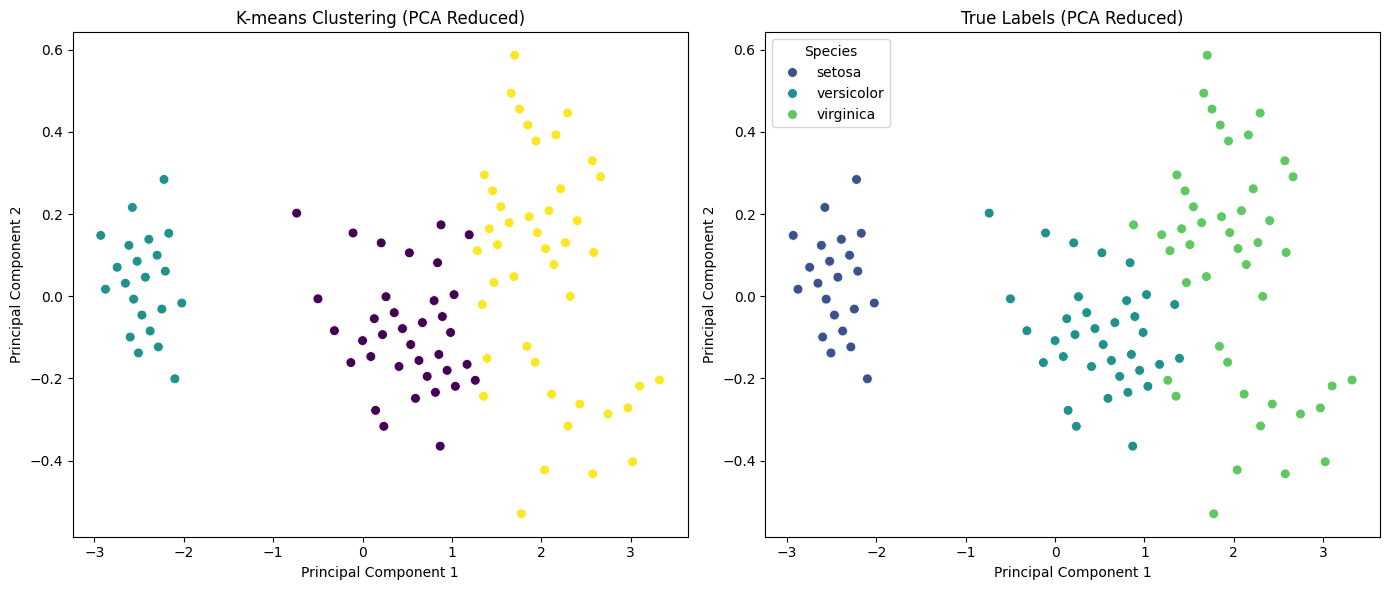 K-means Clustering (PCA Reduced)
Principal Component 2
0.6
0.4
0.2
0.0
−0.2
−0.4
−3 −2 −1 0 1 2 3
Principal Component 1
True Labels (PCA Reduced)
Species
setosa
versicolor
virginica
Principal Component 2
0.6
0.4
0.2
0.0
−0.2
−0.4
−3 −2 −1 0 1 2 3
Principal Component 1